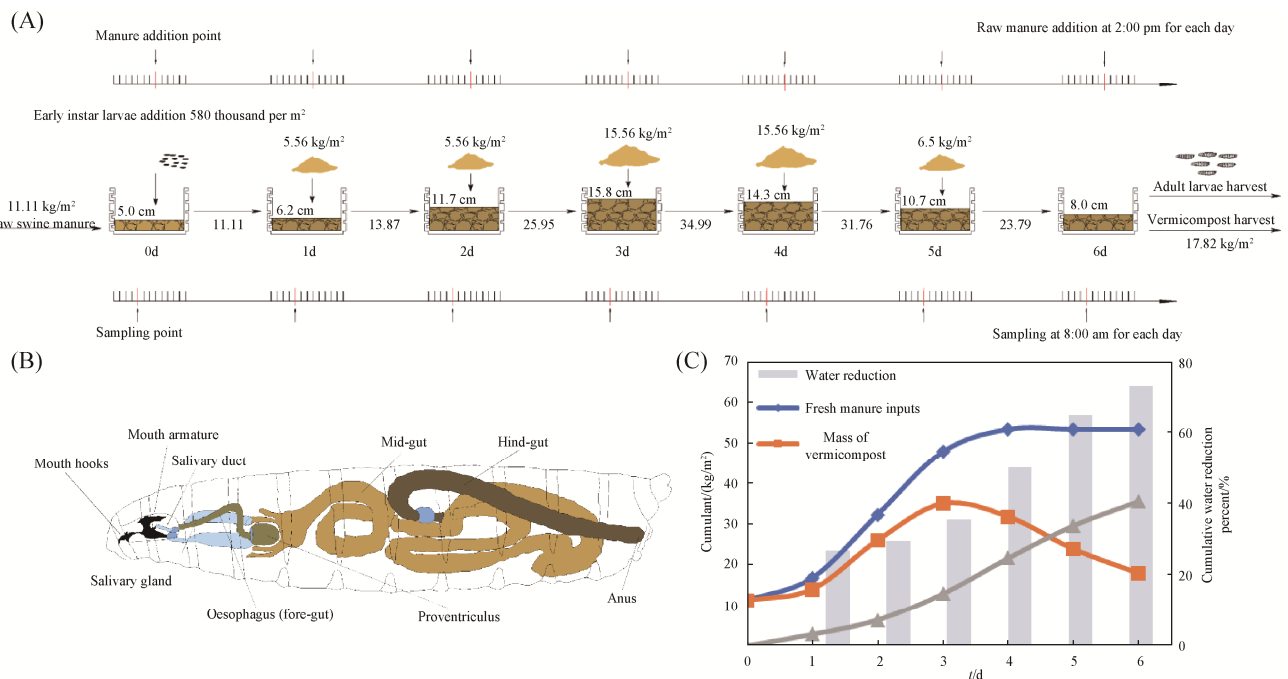 (A)
Manure addition point
Raw manure addition at 2:00 pm for each day
Early instar larvae addition 580 thousand per m²
5.56 kg/m²
5.56 kg/m²
15.56 kg/m²
15.56 kg/m²
6.5 kg/m²
11.11 kg/m²
aw swine manure
5.0 cm
11.11
6.2 cm
13.87
11.7 cm
25.95
15.8 cm
34.99
14.3 cm
31.76
10.7 cm
23.79
8.0 cm
Adult larvae harvest
Vermicompost harvest
17.82 kg/m²
0d
1d
2d
3d
4d
5d
6d
Sampling point
Sampling at 8:00 am for each day
(B)
Mouth armature
Mouth hooks
Salivary duct
Mid-gut
Hind-gut
Salivary gland
Oesophagus (fore-gut)
Proventriculus
Anus
(C)
Water reduction
Fresh manure inputs
Mass of
vermicompost
Cumulant/(kg/m²)
70
60
50
40
30
20
10
Cumulative water reduction
percent/%
80
60
40
20
0
0
1
2
3
4
5
6
t/d